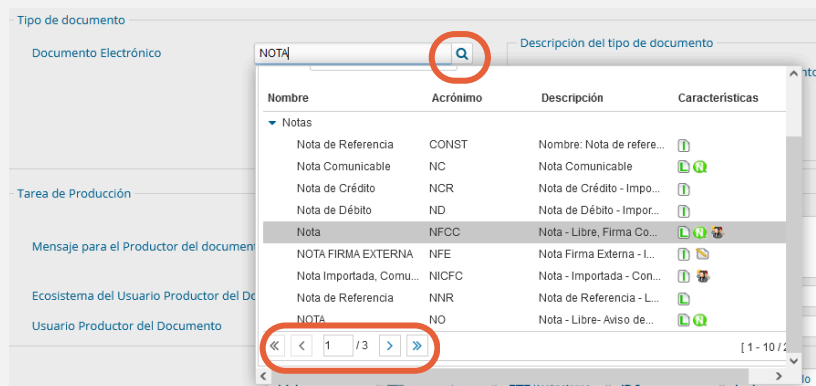 Tipo de documento
Documento Electrónico NOTA Descripción del tipo de documento
Nombre Acrónimo Descripción Características
Notas
Nota de Referencia CONST Nombre: Nota de refere...
Nota Comunicable NC Nota Comunicable
Nota de Crédito NCR Nota de Crédito - Impo...
Nota de Débito ND Nota de Débito - Impor...
Tarea de Producción
Nota NFCC Nota - Libre, Firma Co...
Mensaje para el Productor del documen
NOTA FIRMA EXTERNA NFE Nota Firma Externa - I...
Nota Importada, Comu... NICFC Nota - Importada - Con...
Ecosistema del Usuario Productor del Do
Nota de Referencia NNR Nota de Referencia - L...
Usuario Productor del Documento
NOTA NO Nota - Libre- Aviso de...
1 / 3 [ 1 - 10 / 2